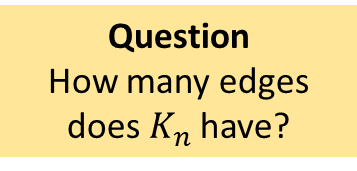 Question
How many edges
does Kₙ have?